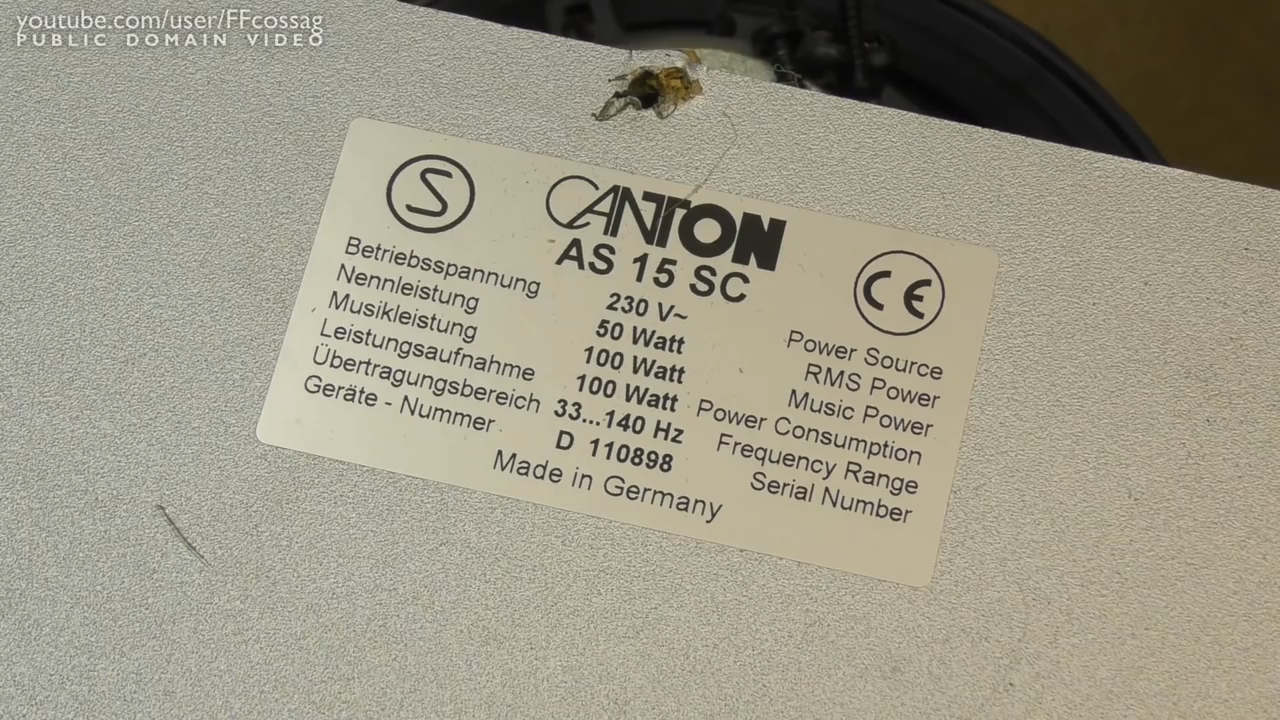 youtube.com/user/FFcossag
PUBLIC DOMAIN VIDEO
S
CANTON
AS 15 SC
CE
Betriebsspannung 230 V~ Power Source
Nennleistung 50 Watt RMS Power
Musikleistung 100 Watt Music Power
Leistungsaufnahme 100 Watt Power Consumption
Übertragungsbereich 33...140 Hz Frequency Range
Geräte - Nummer D 110898 Serial Number
Made in Germany